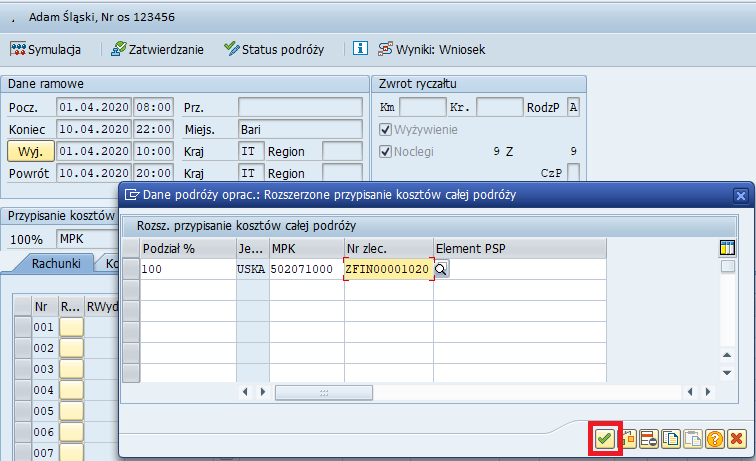 Adam Śląski, Nr os 123456
Symulacja Zatwierdzanie Status podróży Wyniki: Wniosek
Dane ramowe Zwrot ryczałtu
Pocz. 01.04.2020 08:00 Prz. Km Kr. RodzP A
Koniec 10.04.2020 22:00 Miejs. Bari Wyżywienie
Wyj. 01.04.2020 10:00 Kraj IT Region Noclegi 9 Z 9
Powrót 10.04.2020 20:00 Kraj IT Region CzP
Dane podróży oprac.: Rozszerzone przypisanie kosztów całej podróży
Przypisanie kosztów
100% MPK
Rachunki
Nr R... RWyd
001
002
003
004
005
006
007
Rozsz. przypisanie kosztów całej podróży
Podział % Je... MPK Nr zlec. Element PSP
100 USKA 502071000 ZFIN00001020